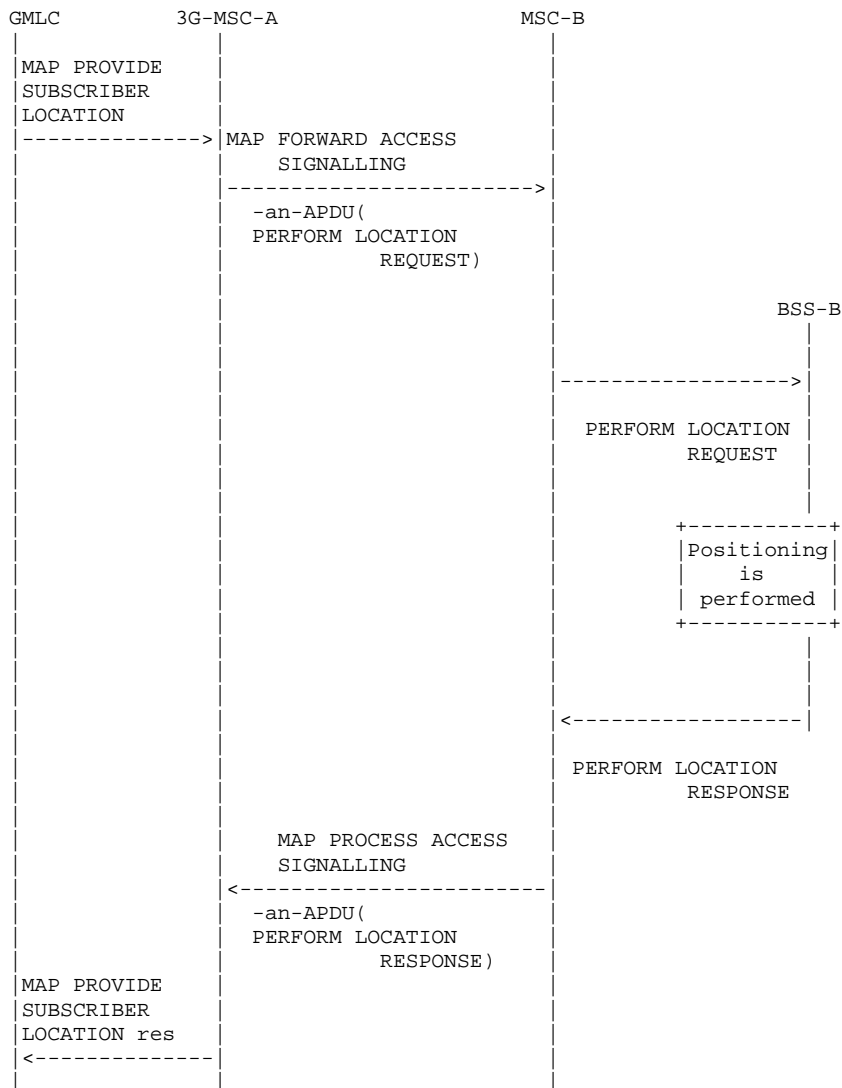 GMLC 3G-MSC-A MSC-B
MAP PROVIDE
SUBSCRIBER
LOCATION
MAP FORWARD ACCESS
SIGNALLING
-an-APDU(
PERFORM LOCATION
REQUEST)
BSS-B
PERFORM LOCATION
REQUEST
Positioning
is
performed
PERFORM LOCATION
RESPONSE
MAP PROCESS ACCESS
SIGNALLING
-an-APDU(
PERFORM LOCATION
RESPONSE)
MAP PROVIDE
SUBSCRIBER
LOCATION res